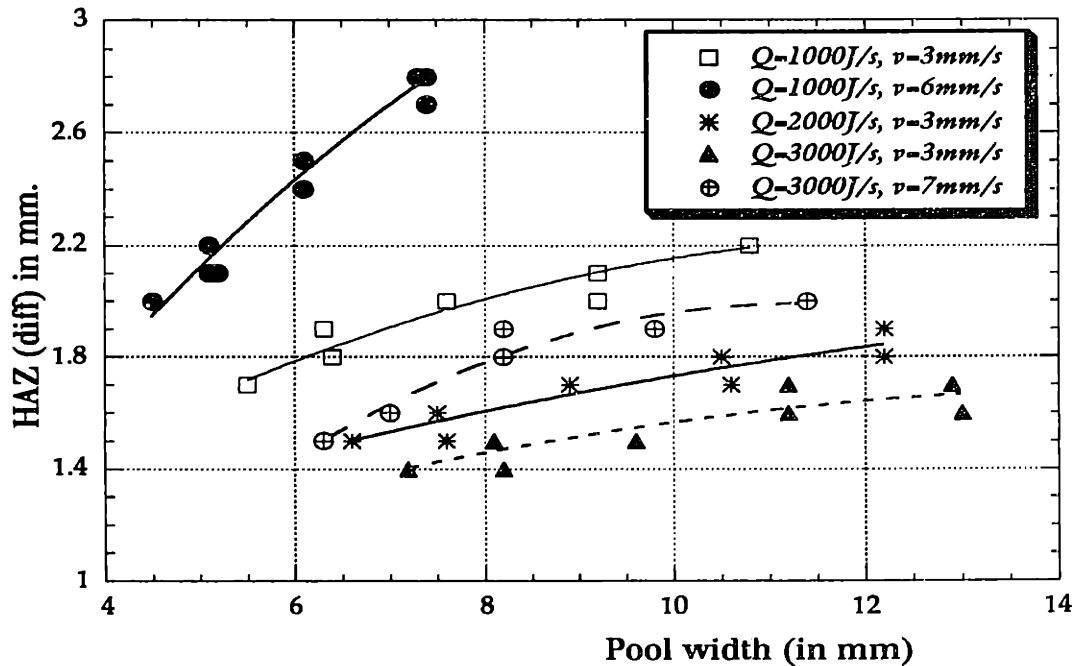 3
2.6
2.2
1.8
1.4
1
HAZ (diff) in mm.
Q=1000J/s, v=3mm/s
Q=1000J/s, v=6mm/s
Q=2000J/s, v=3mm/s
Q=3000J/s, v=3mm/s
Q=3000J/s, v=7mm/s
4 6 8 10 12 14
Pool width (in mm)